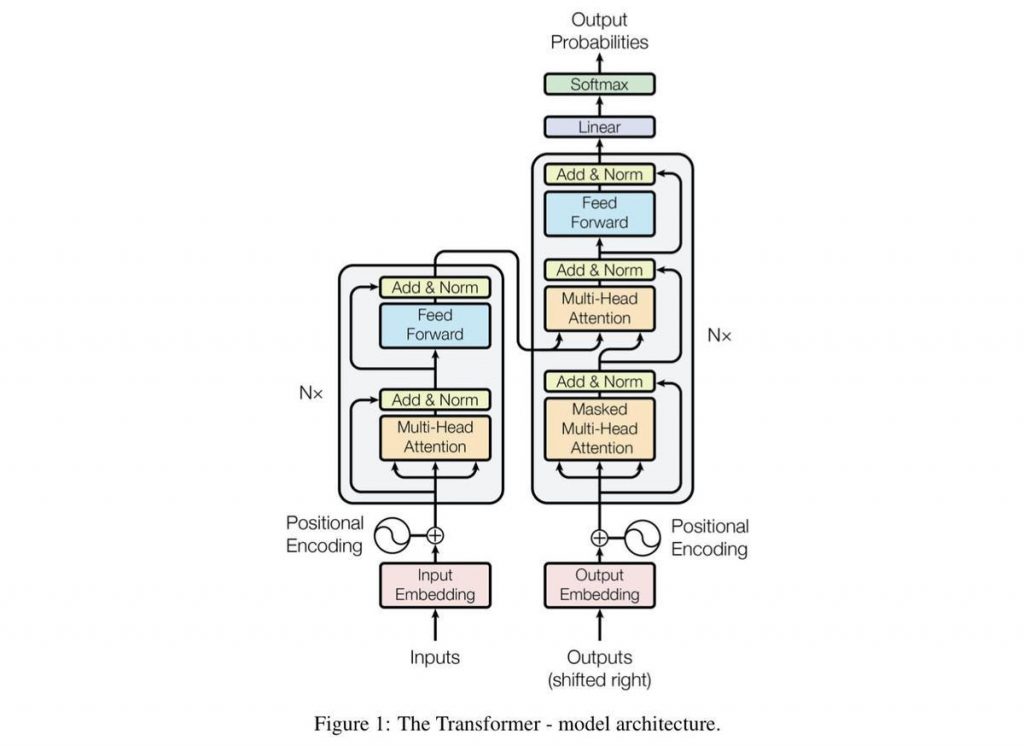 Output
Probabilities
Softmax
Linear
Add & Norm
Feed
Forward
Add & Norm
Multi-Head
Attention
Nx
Add & Norm
Masked
Multi-Head
Attention
Add & Norm
Feed
Forward
Nx
Add & Norm
Multi-Head
Attention
Positional
Encoding
Positional
Encoding
Input
Embedding
Output
Embedding
Inputs
Outputs
(shifted right)
Figure 1: The Transformer - model architecture.